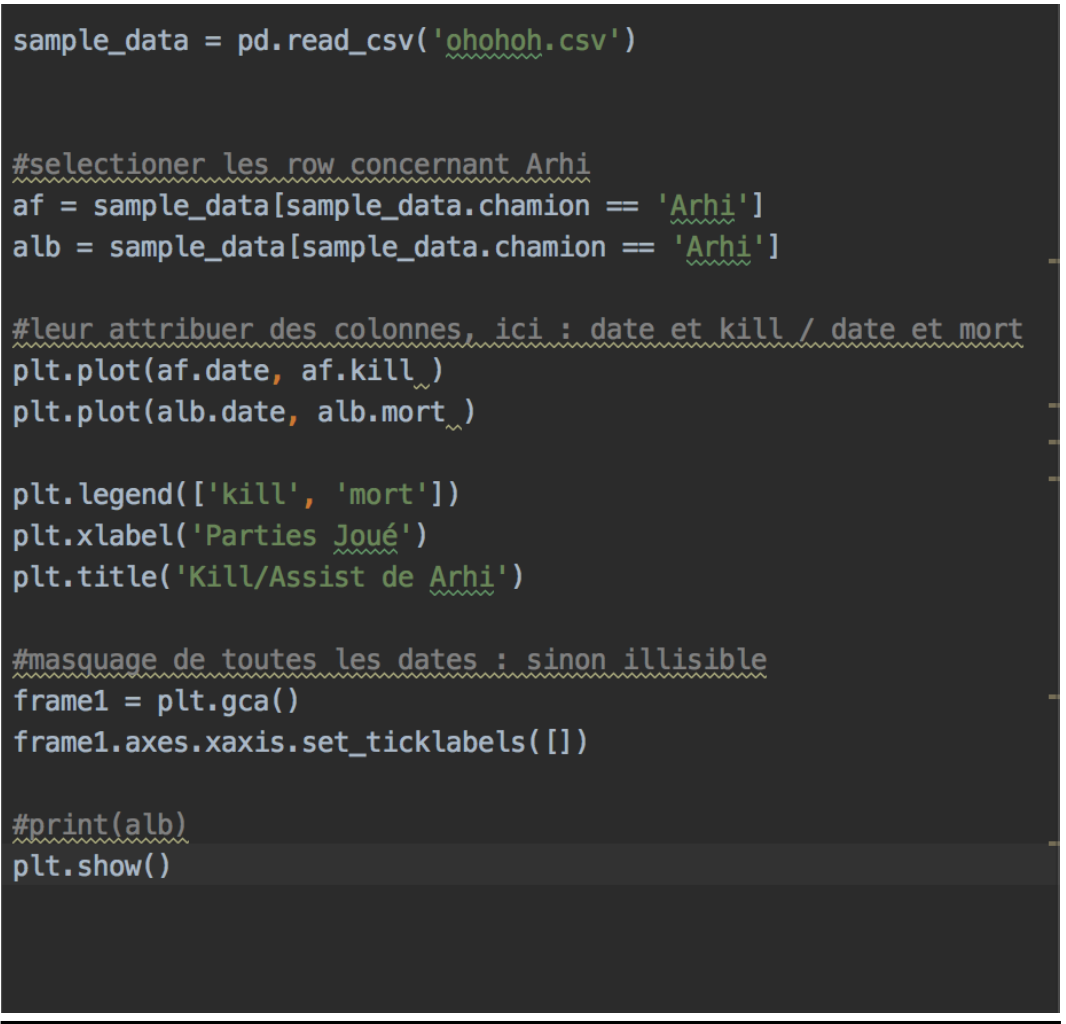 sample_data = pd.read_csv('ohohoh.csv')
#selectioner les row concernant Arhi
af = sample_data[sample_data.chamion == 'Arhi']
alb = sample_data[sample_data.chamion == 'Arhi']
#leur attribuer des colonnes, ici : date et kill / date et mort
plt.plot(af.date, af.kill )
plt.plot(alb.date, alb.mort )
plt.legend(['kill', 'mort'])
plt.xlabel('Parties Joué')
plt.title('Kill/Assist de Arhi')
#masquage de toutes les dates : sinon illisible
frame1 = plt.gca()
frame1.axes.xaxis.set_ticklabels([])
#print(alb)
plt.show()